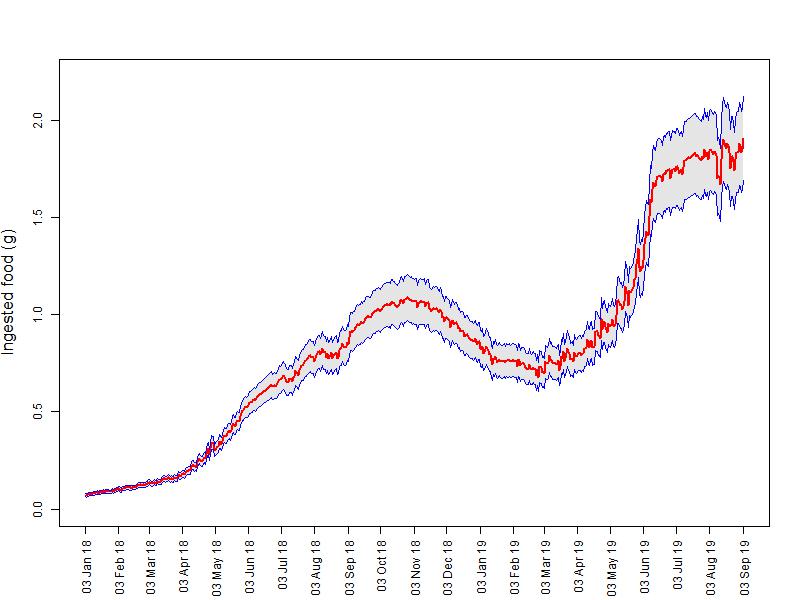 Ingested food (g)
2.0
1.5
1.0
0.5
0.0
03 Jan 18
03 Feb 18
03 Mar 18
03 Apr 18
03 May 18
03 Jun 18
03 Jul 18
03 Aug 18
03 Sep 18
03 Oct 18
03 Nov 18
03 Dec 18
03 Jan 19
03 Feb 19
03 Mar 19
03 Apr 19
03 May 19
03 Jun 19
03 Jul 19
03 Aug 19
03 Sep 19